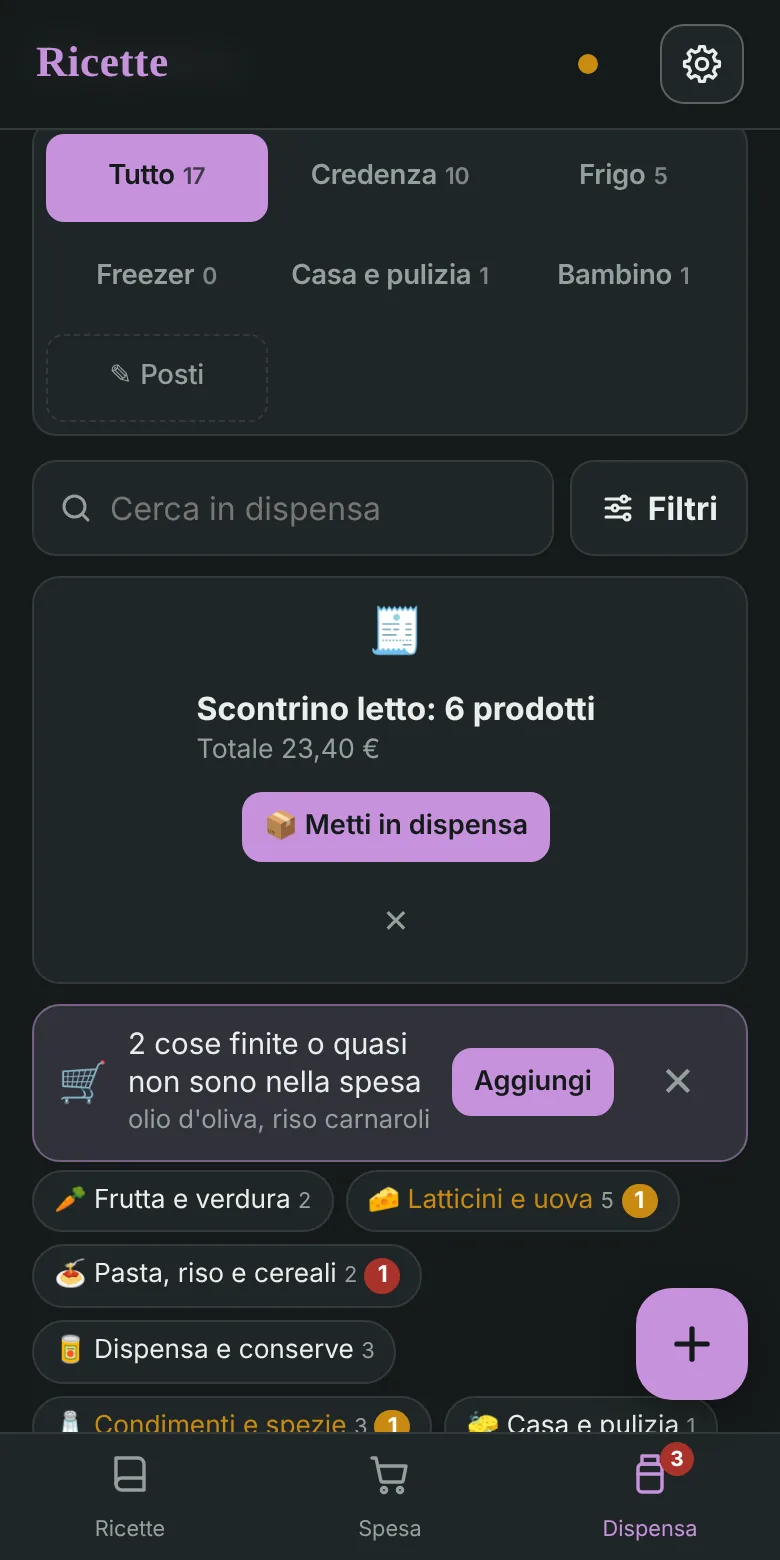 Ricette
Tutto 17
Credenza 10
Frigo 5
Freezer 0
Casa e pulizia 1
Bambino 1
✎ Posti
Cerca in dispensa
Filtri
Scontrino letto: 6 prodotti
Totale 23,40 €
📦 Metti in dispensa
✕
2 cose finite o quasi
non sono nella spesa
olio d'oliva, riso carnaroli
Aggiungi
✕
🥕 Frutta e verdura 2
🧀 Latticini e uova 5 1
🍝 Pasta, riso e cereali 2 1
🥫 Dispensa e conserve 3
🧂 Condimenti e spezie 3 1
🧽 Casa e pulizia 1
+
Ricette
Spesa
3
Dispensa